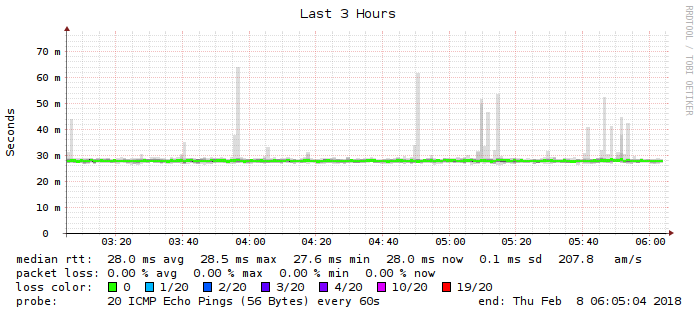 Last 3 Hours
RRDTOOL / TOBI OETIKER
Seconds
70 m
60 m
50 m
40 m
30 m
20 m
10 m
0
03:20 03:40 04:00 04:20 04:40 05:00 05:20 05:40 06:00
median rtt: 28.0 ms avg 28.5 ms max 27.6 ms min 28.0 ms now 0.1 ms sd 207.8 am/s
packet loss: 0.00 % avg 0.00 % max 0.00 % min 0.00 % now
loss color: 0 1/20 2/20 3/20 4/20 10/20 19/20
probe: 20 ICMP Echo Pings (56 Bytes) every 60s end: Thu Feb 8 06:05:04 2018